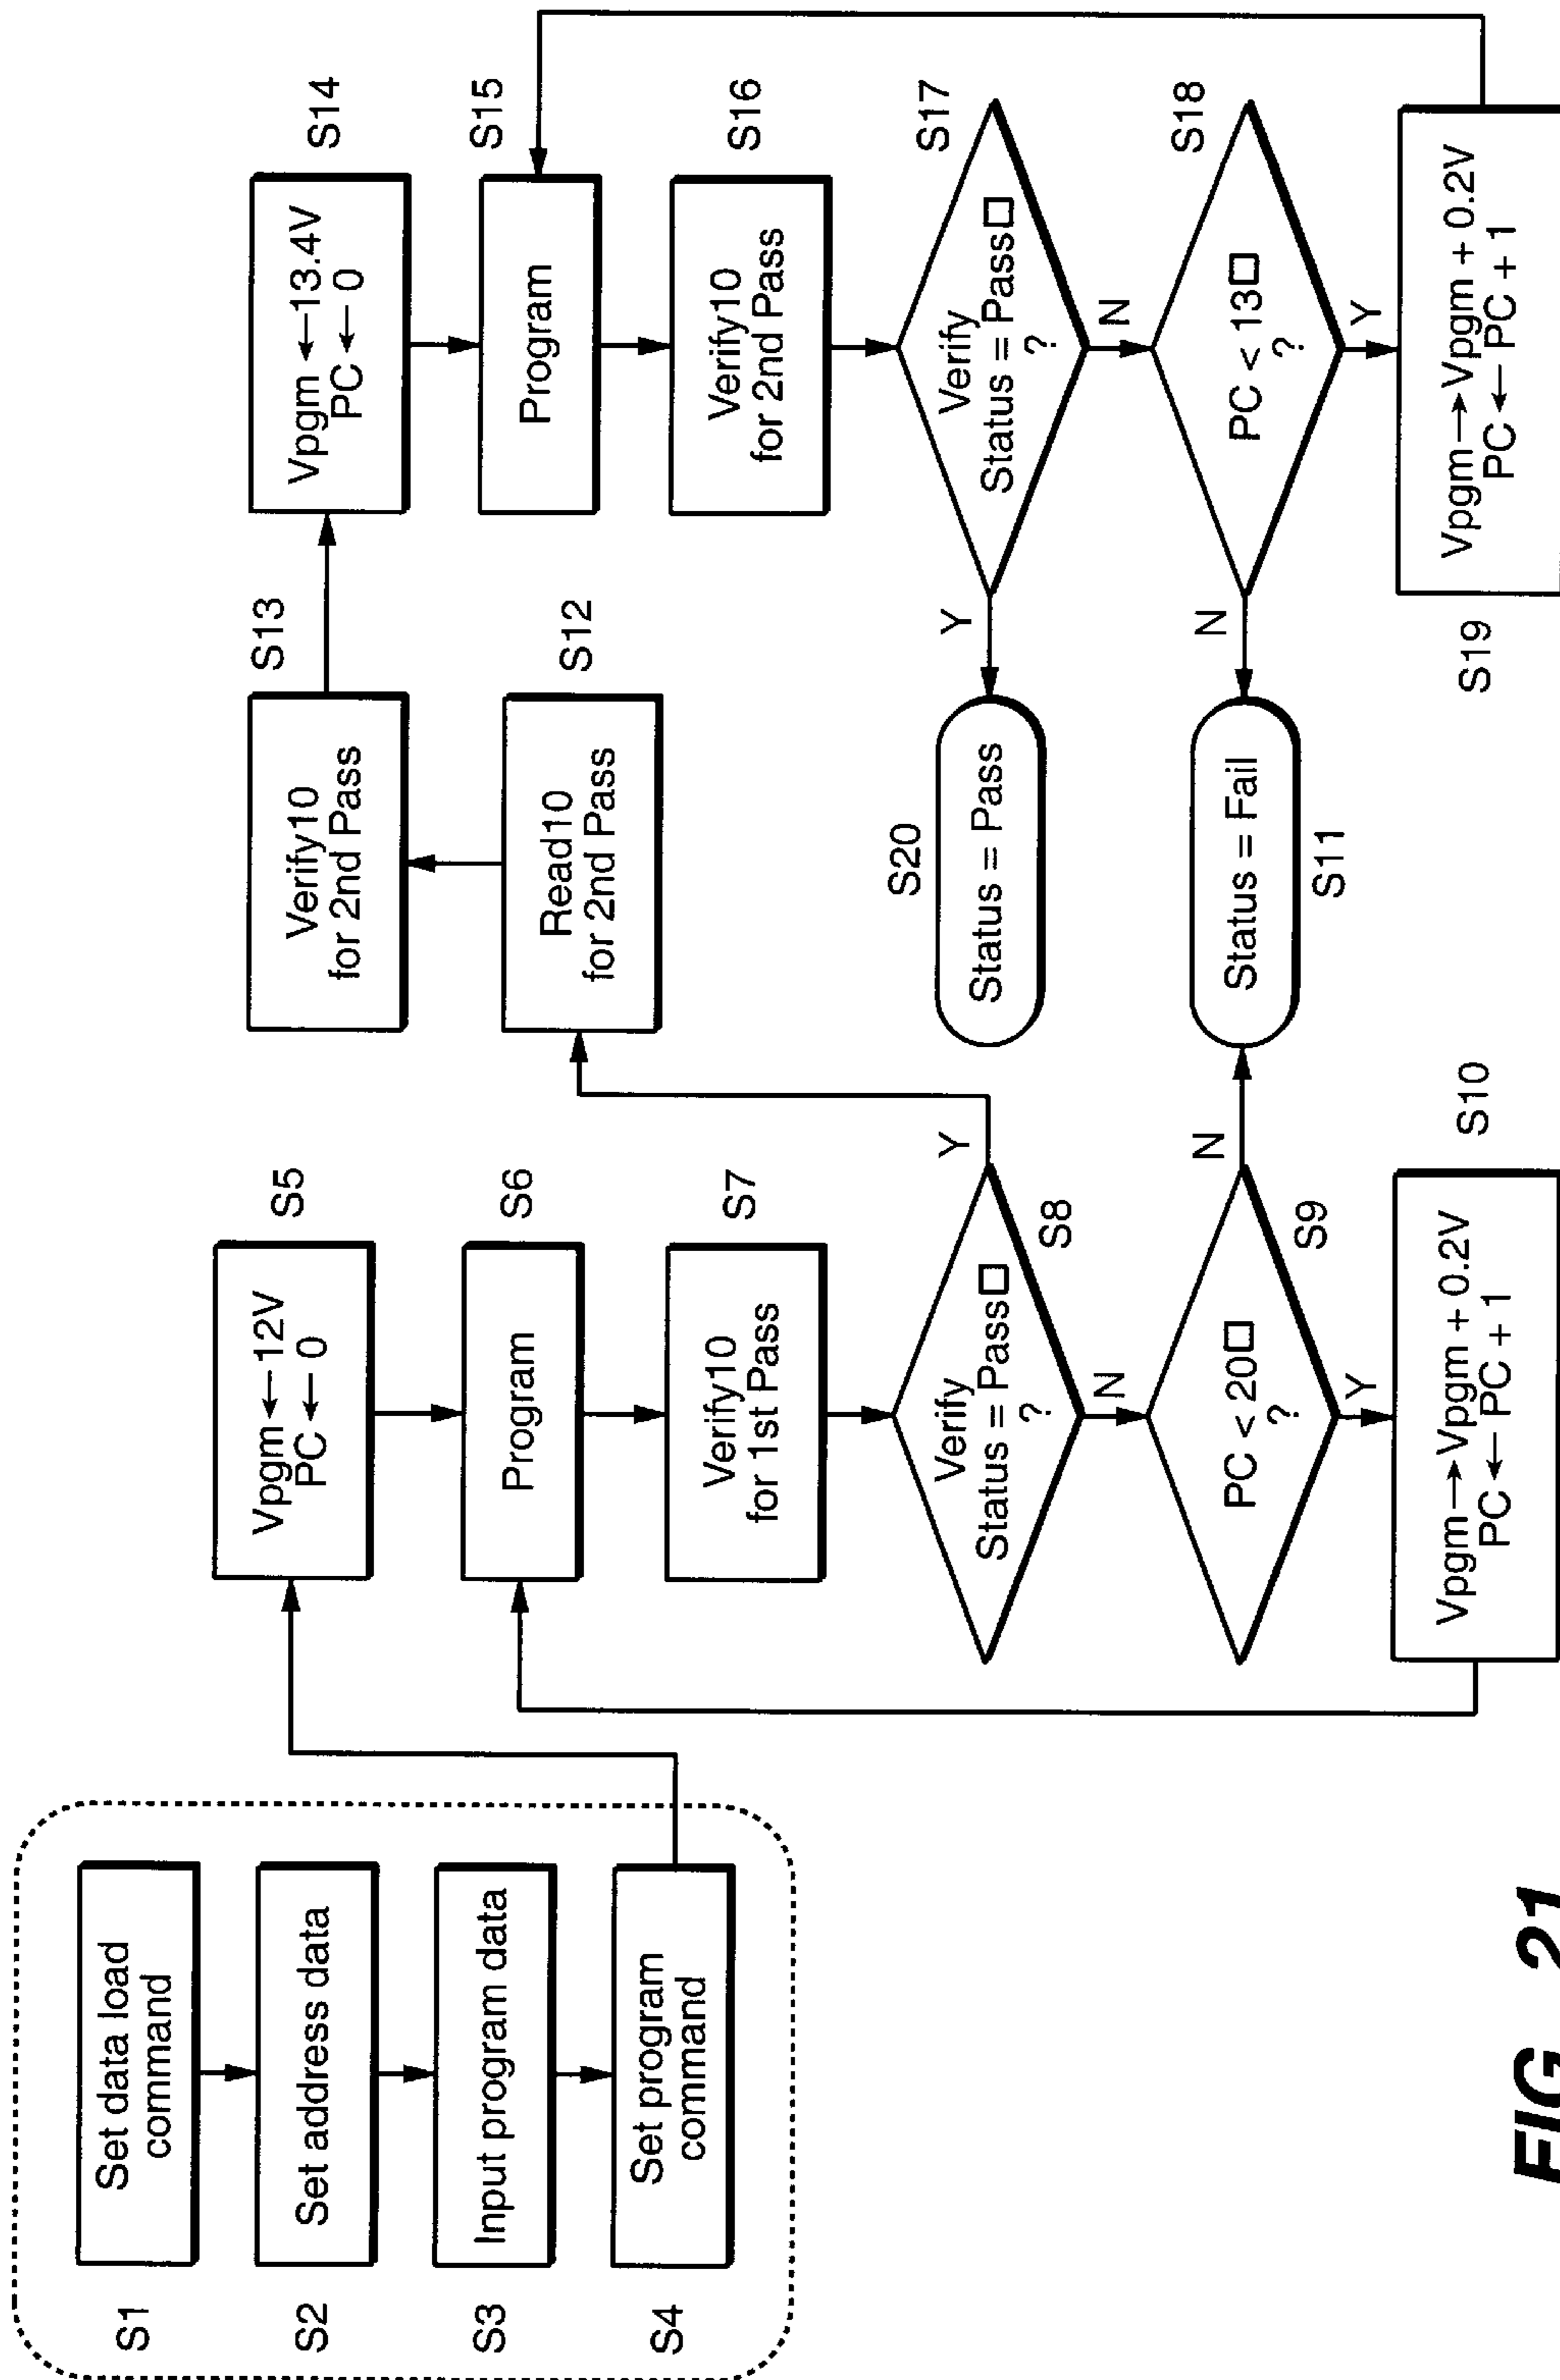 S1
Set data load
command
S2
Set address data
S3
Input program data
S4
Set program
command
Vpgm ← 12V
PC ← 0
S5
Program
S6
Verify10
for 1st Pass
S7
Verify
Status = Pass□
?
S8
Y
N
PC < 20□
?
S9
N
Y
Vpgm → Vpgm + 0.2V
PC ← PC + 1
S10
Status = Fail
S11
Read10
for 2nd Pass
S12
Verify10
for 2nd Pass
S13
Vpgm ← 13.4V
PC ← 0
S14
Program
S15
Verify10
for 2nd Pass
S16
Verify
Status = Pass□
?
S17
Y
N
PC < 13□
?
S18
N
Y
Vpgm → Vpgm + 0.2V
PC ← PC + 1
S19
S20
Status = Pass
FIG_21